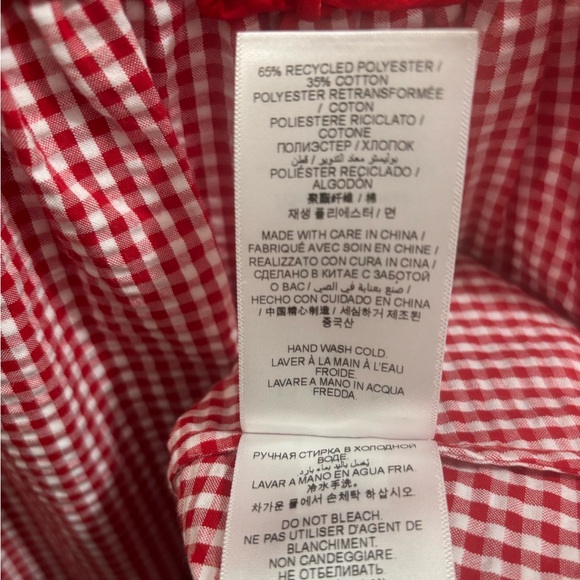 65% RECYCLED POLYESTER /
35% COTTON
POLYESTER RETRANSFORMÉE
/ COTON
POLIESTERE RICICLATO /
COTONE
ПОЛИЭСТЕР / ХЛОПОК
بوليستر معاد التدوير / قطن
POLIÉSTER RECICLADO /
ALGODÓN
聚酯纤维 / 棉
재생 폴리에스터 / 면
MADE WITH CARE IN CHINA /
FABRIQUÉ AVEC SOIN EN CHINE /
REALIZZATO CON CURA IN CINA /
СДЕЛАНО В КИТАЕ С ЗАБОТОЙ
О ВАС / صنع بعناية في الصين /
HECHO CON CUIDADO EN CHINA
/ 中国精心制造 / 세심하게 제조된
중국산
HAND WASH COLD.
LAVER À LA MAIN À L'EAU
FROIDE.
LAVARE A MANO IN ACQUA
FREDDA.
РУЧНАЯ СТИРКА В ХОЛОДНОЙ
ВОДЕ.
يُغسل باليد بماء بارد
LAVAR A MANO EN AGUA FRIA
冷水手洗.
차가운 물에서 손세탁 하십시오.
DO NOT BLEACH.
NE PAS UTILISER D'AGENT DE
BLANCHIMENT.
NON CANDEGGIARE.
НЕ ОТБЕЛИВАТЬ.